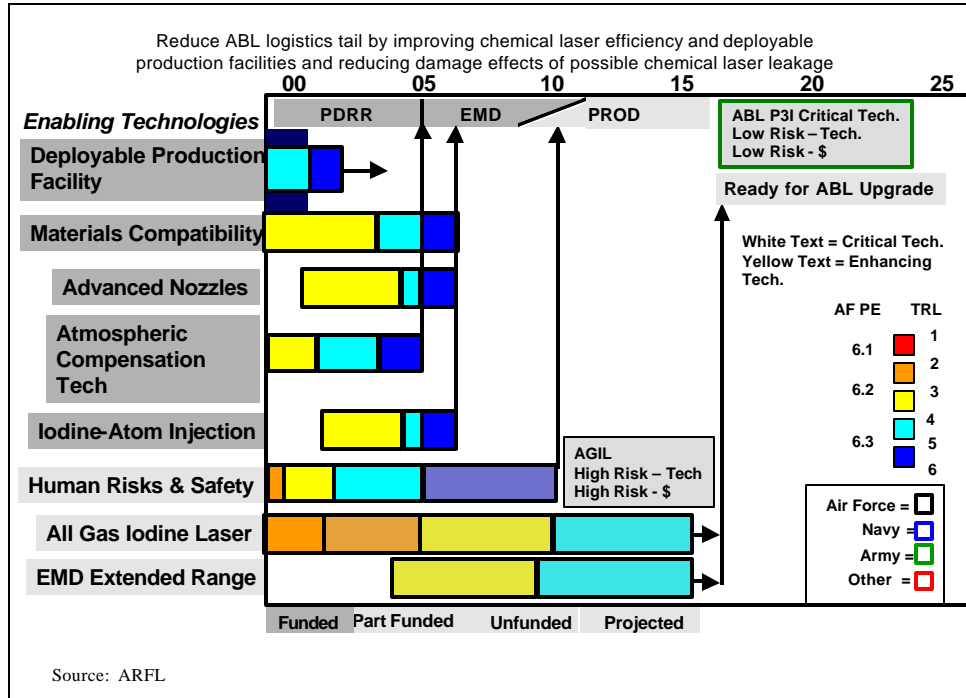 Reduce ABL logistics tail by improving chemical laser efficiency and deployable
production facilities and reducing damage effects of possible chemical laser leakage
00 05 10 15 20 25
Enabling Technologies
PDRR EMD PROD
ABL P3I Critical Tech.
Low Risk – Tech.
Low Risk - $
Deployable Production
Facility
Ready for ABL Upgrade
Materials Compatibility
White Text = Critical Tech.
Yellow Text = Enhancing
Tech.
Advanced Nozzles
AF PE TRL
Atmospheric
Compensation
Tech
6.1
6.2
6.3
1
2
3
4
5
6
Iodine-Atom Injection
AGIL
High Risk – Tech
High Risk - $
Human Risks & Safety
All Gas Iodine Laser
EMD Extended Range
Air Force =
Navy =
Army =
Other =
Funded Part Funded Unfunded Projected
Source: ARFL